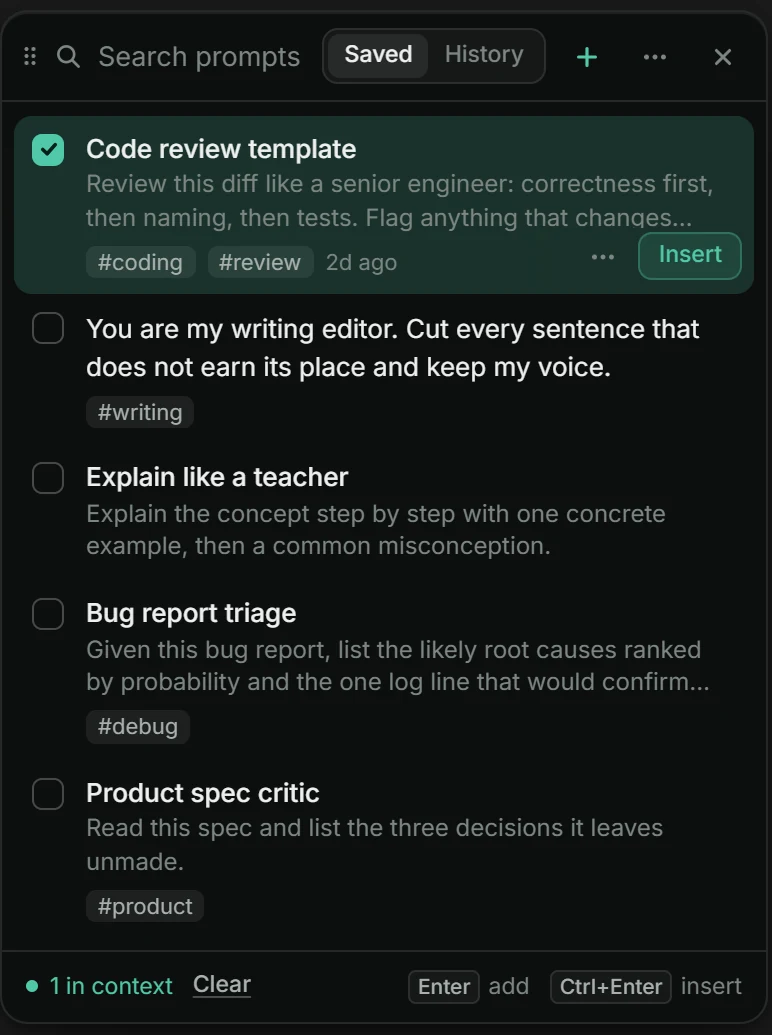 Search prompts Saved History
Code review template
Review this diff like a senior engineer: correctness first,
then naming, then tests. Flag anything that changes...
#coding #review 2d ago Insert
You are my writing editor. Cut every sentence that
does not earn its place and keep my voice.
#writing
Explain like a teacher
Explain the concept step by step with one concrete
example, then a common misconception.
Bug report triage
Given this bug report, list the likely root causes ranked
by probability and the one log line that would confirm...
#debug
Product spec critic
Read this spec and list the three decisions it leaves
unmade.
#product
1 in context Clear Enter add Ctrl+Enter insert